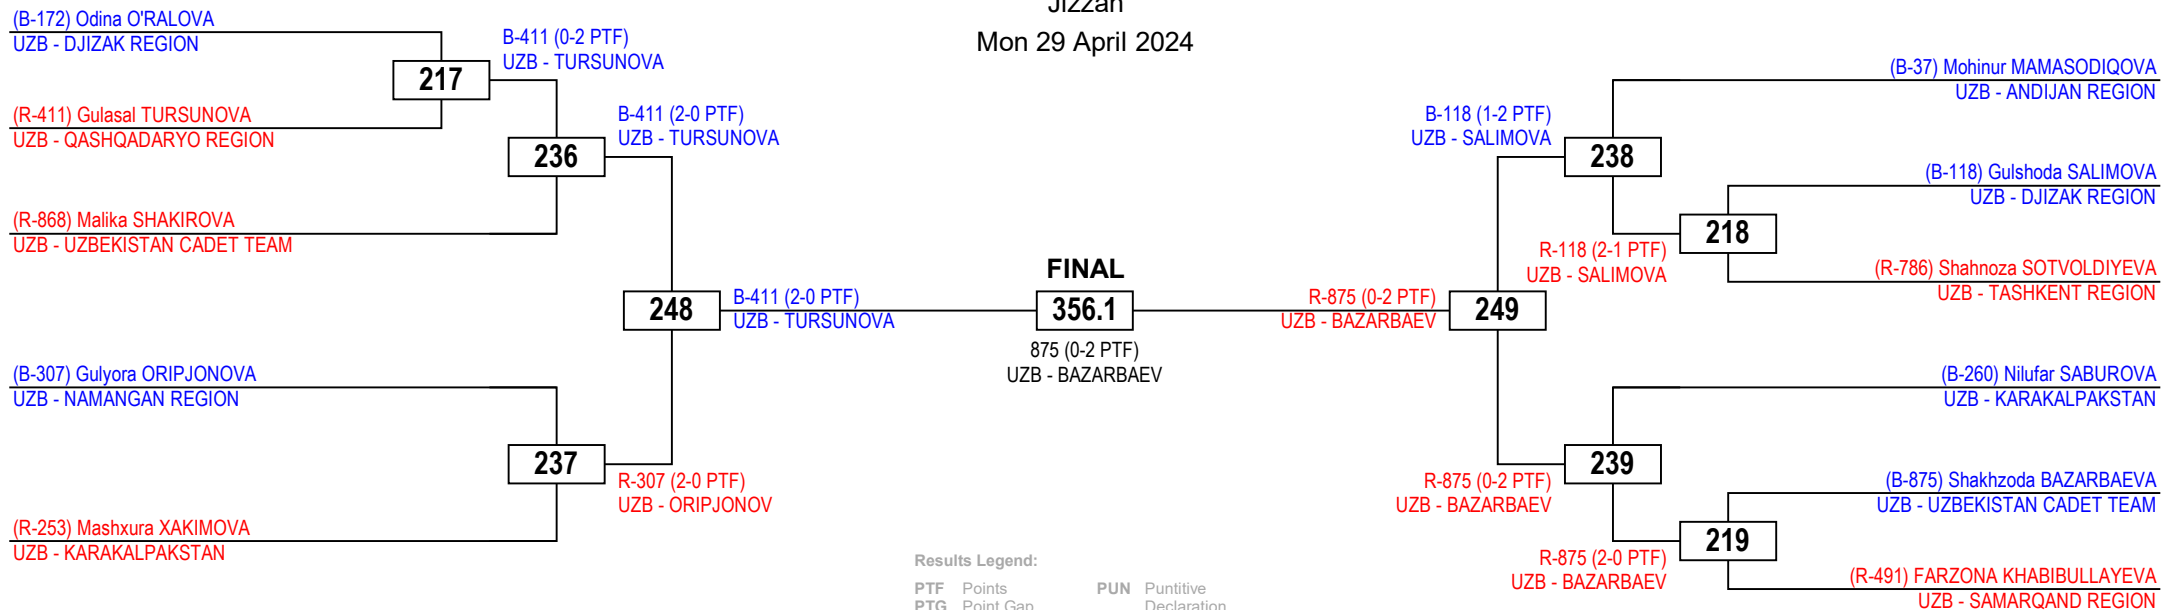 Jizzah
Mon 29 April 2024
(B-172) Odina O'RALOVA
UZB - DJIZAK REGION
217
(R-411) Gulasal TURSUNOVA
UZB - QASHQADARYO REGION
B-411 (0-2 PTF)
UZB - TURSUNOVA
236
(R-868) Malika SHAKIROVA
UZB - UZBEKISTAN CADET TEAM
B-411 (2-0 PTF)
UZB - TURSUNOVA
248
B-411 (2-0 PTF)
UZB - TURSUNOVA
(B-307) Gulyora ORIPJONOVA
UZB - NAMANGAN REGION
237
R-307 (2-0 PTF)
UZB - ORIPJONOV
(R-253) Mashxura XAKIMOVA
UZB - KARAKALPAKSTAN
FINAL
356.1
875 (0-2 PTF)
UZB - BAZARBAEV
(B-37) Mohinur MAMASODIQOVA
UZB - ANDIJAN REGION
B-118 (1-2 PTF)
UZB - SALIMOVA
238
(B-118) Gulshoda SALIMOVA
UZB - DJIZAK REGION
218
R-118 (2-1 PTF)
UZB - SALIMOVA
(R-786) Shahnoza SOTVOLDIYEVA
UZB - TASHKENT REGION
R-875 (0-2 PTF)
UZB - BAZARBAEV
249
(B-260) Nilufar SABUROVA
UZB - KARAKALPAKSTAN
239
R-875 (0-2 PTF)
UZB - BAZARBAEV
(B-875) Shakhzoda BAZARBAEVA
UZB - UZBEKISTAN CADET TEAM
219
R-875 (2-0 PTF)
UZB - BAZARBAEV
(R-491) FARZONA KHABIBULLAYEVA
UZB - SAMARQAND REGION
Results Legend:
PTF Points PUN Puntitive
PTG Point Gap Declaration